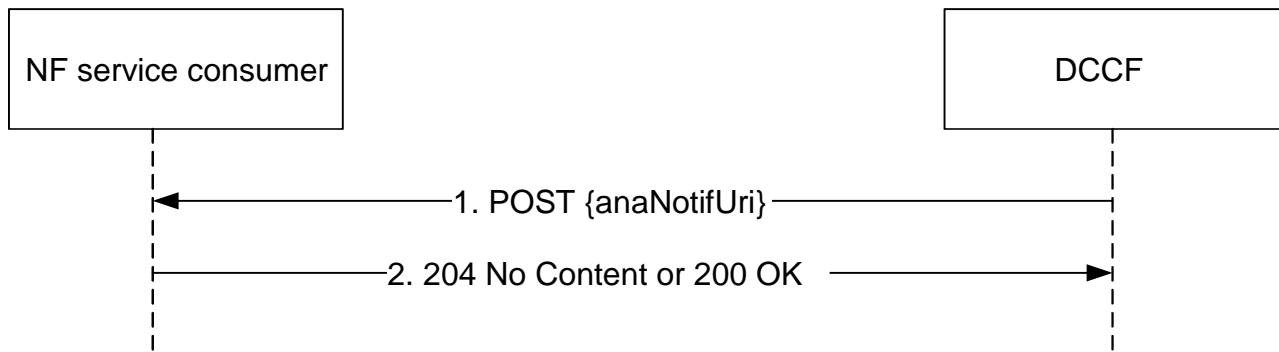 NF service consumer
DCCF
1. POST {anaNotifUri}
2. 204 No Content or 200 OK